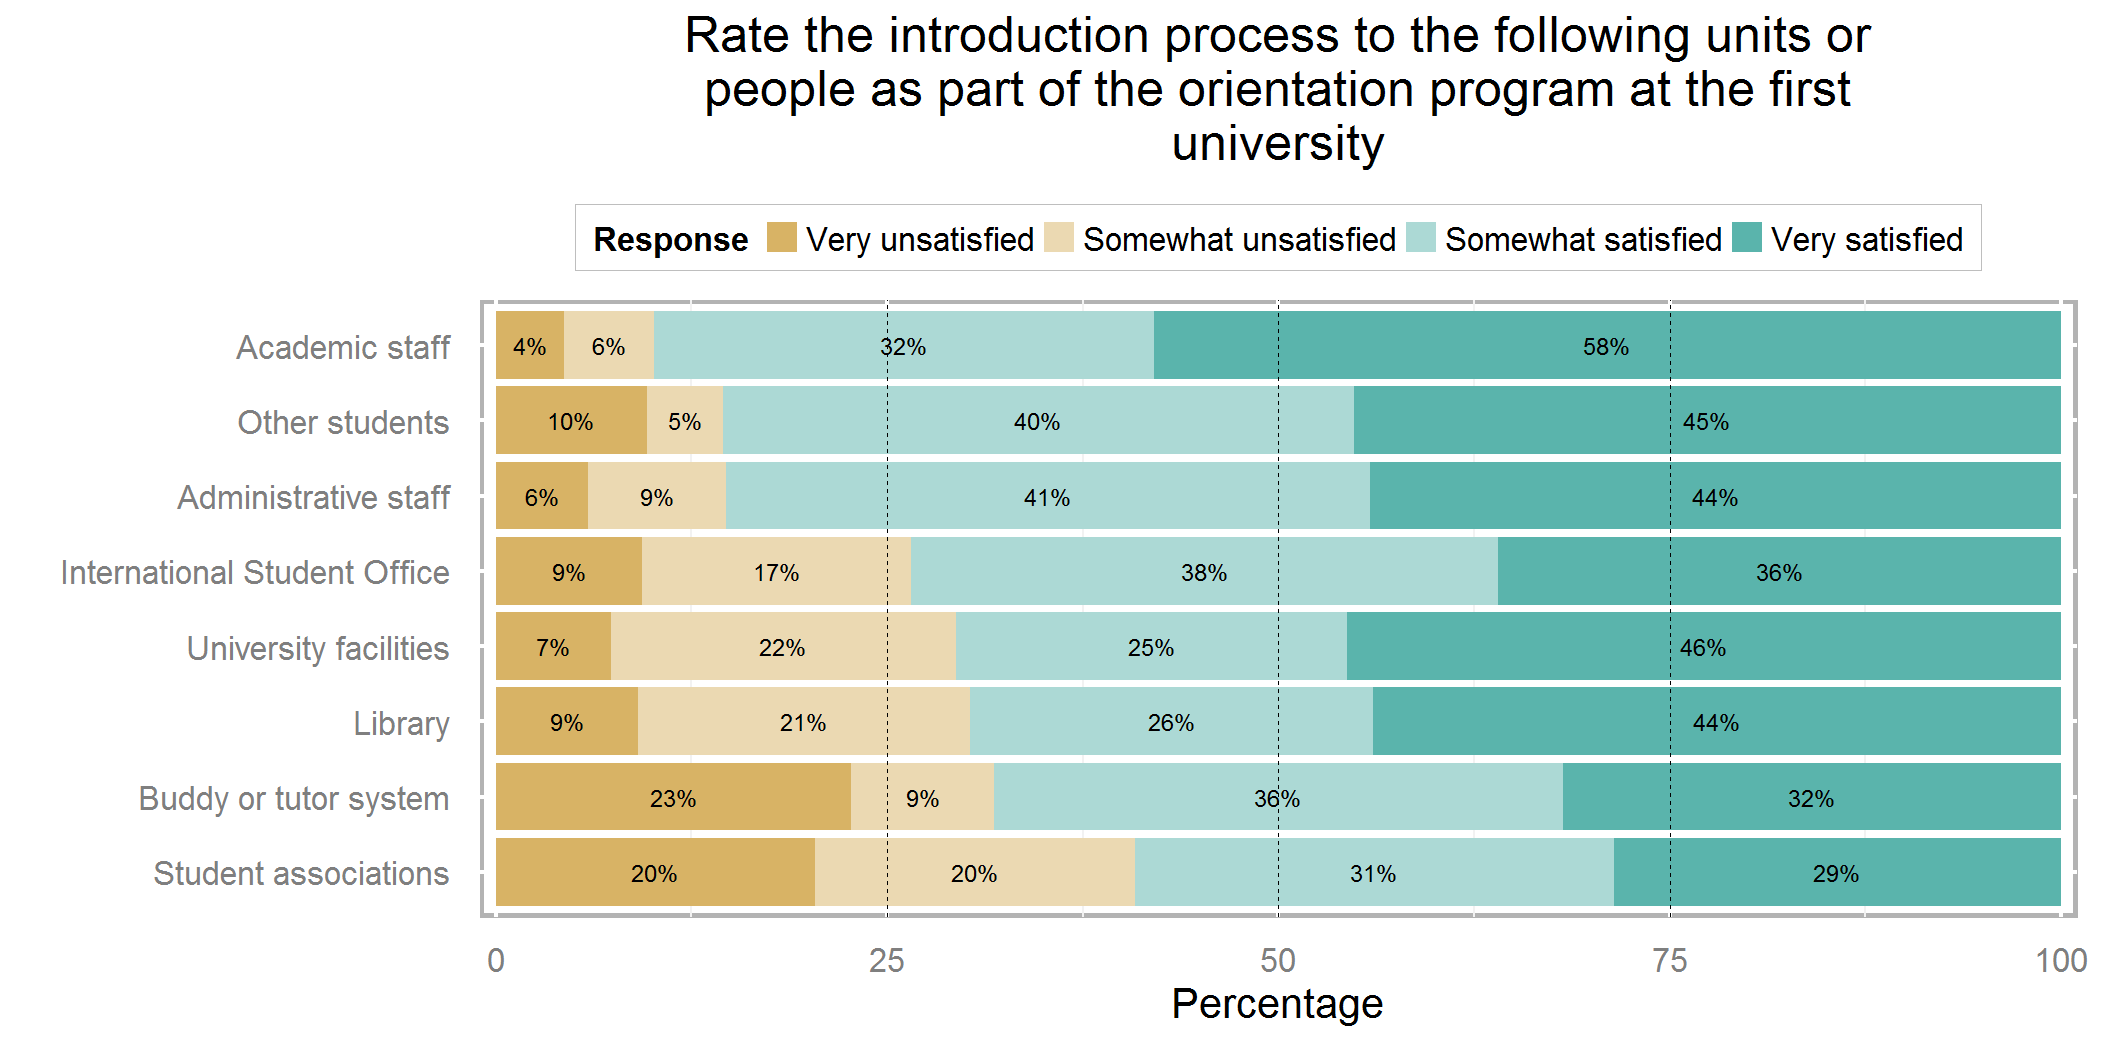 Rate the introduction process to the following units or
people as part of the orientation program at the first
university
Response Very unsatisfied Somewhat unsatisfied Somewhat satisfied Very satisfied
Academic staff 4% 6% 32% 58%
Other students 10% 5% 40% 45%
Administrative staff 6% 9% 41% 44%
International Student Office 9% 17% 38% 36%
University facilities 7% 22% 25% 46%
Library 9% 21% 26% 44%
Buddy or tutor system 23% 9% 36% 32%
Student associations 20% 20% 31% 29%
0 25 50 75 100
Percentage